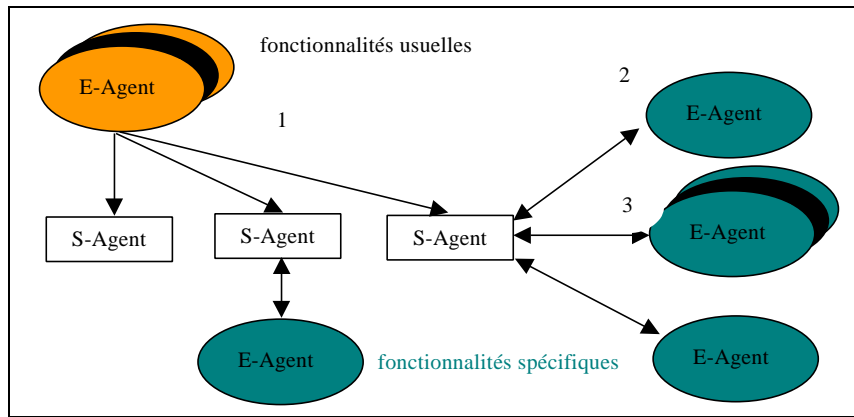 fonctionnalités usuelles
E-Agent
1
2
E-Agent
3
E-Agent
S-Agent
S-Agent
S-Agent
E-Agent
fonctionnalités spécifiques
E-Agent